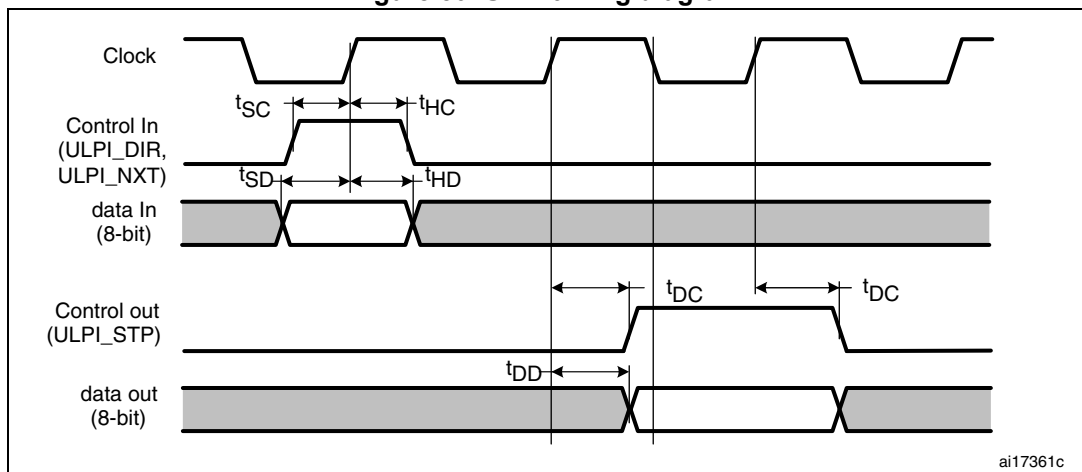 Clock
tSC
tHC
Control In
(ULPI_DIR,
ULPI_NXT)
tSD
tHD
data In
(8-bit)
Control out
(ULPI_STP)
tDC
tDC
tDD
data out
(8-bit)
ai17361c